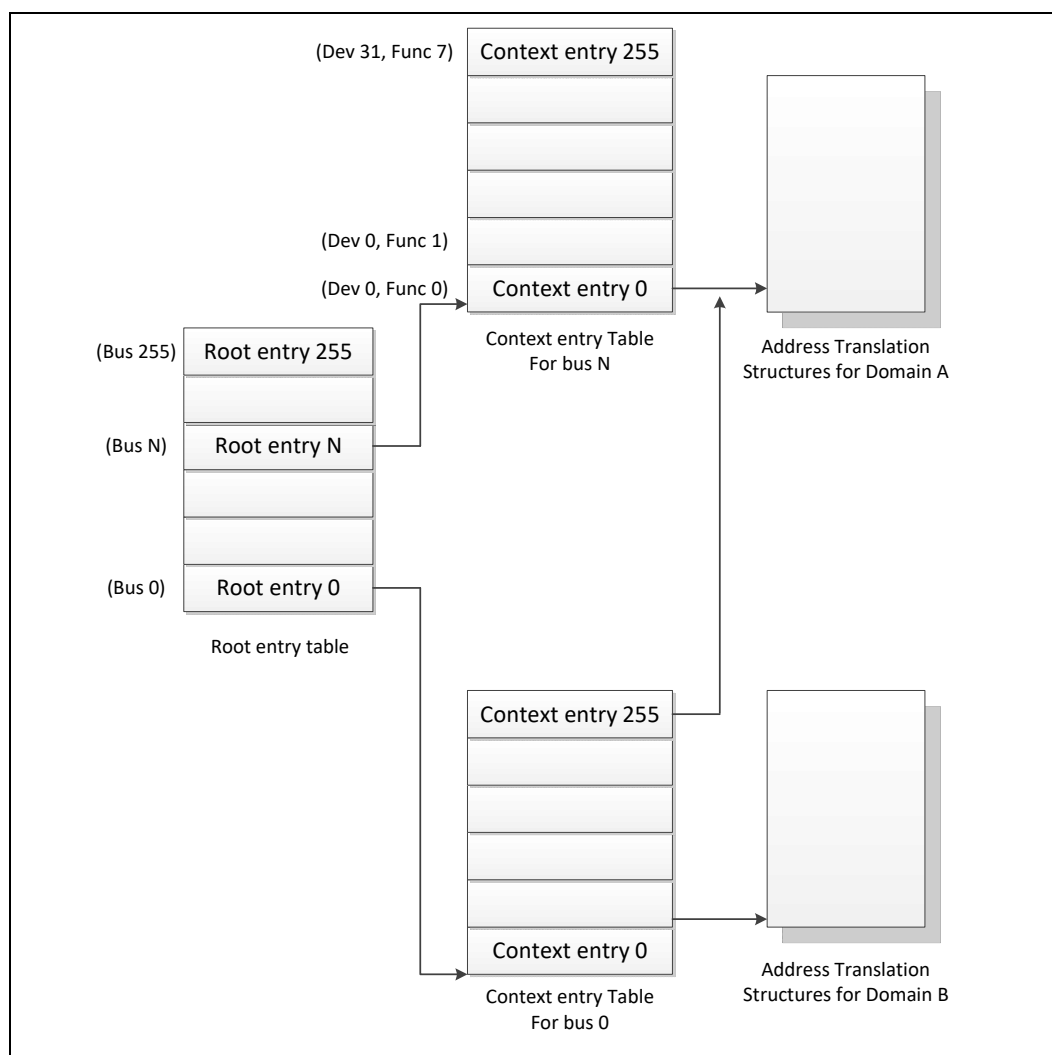 (Dev 31, Func 7)
Context entry 255
(Dev 0, Func 1)
(Dev 0, Func 0)
Context entry 0
Context entry Table
For bus N
Address Translation
Structures for Domain A
(Bus 255)
Root entry 255
(Bus N)
Root entry N
(Bus 0)
Root entry 0
Root entry table
Context entry 255
Context entry 0
Context entry Table
For bus 0
Address Translation
Structures for Domain B